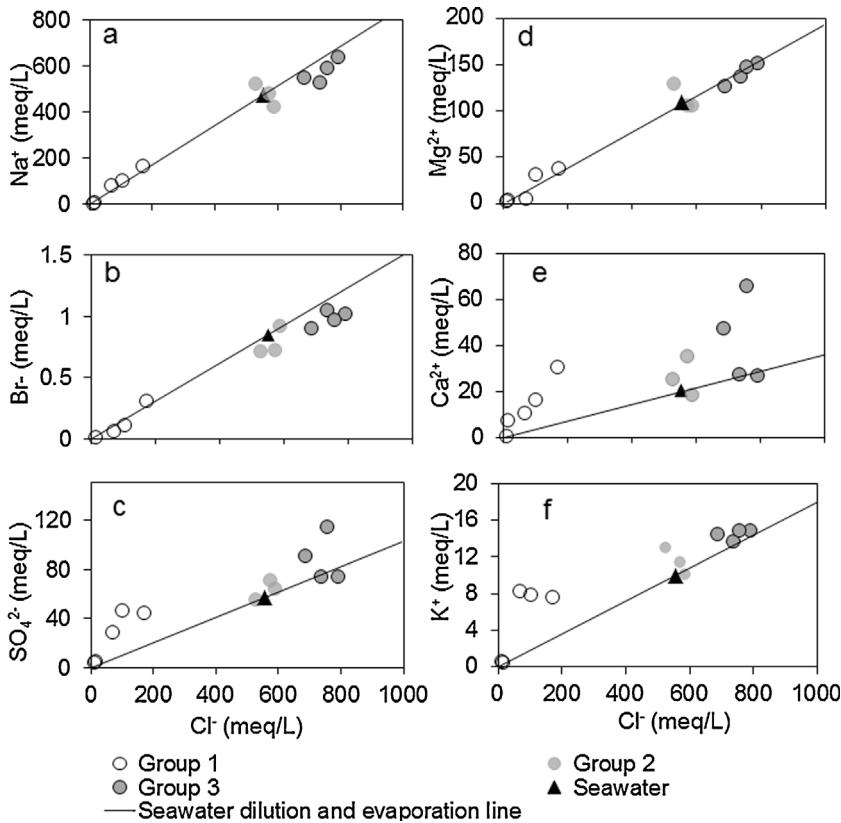 a
800
600
400
200
0
Na⁺ (meq/L)
d
200
150
100
50
0
Mg²⁺ (meq/L)
b
1.5
1
0.5
0
Br- (meq/L)
e
80
60
40
20
0
Ca²⁺ (meq/L)
c
120
80
40
0
SO₄²⁻ (meq/L)
0 200 400 600 800 1000
Cl⁻ (meq/L)
f
20
16
12
8
4
0
K⁺ (meq/L)
0 200 400 600 800 1000
Cl⁻ (meq/L)
Group 1
Group 2
Group 3
Seawater
Seawater dilution and evaporation line